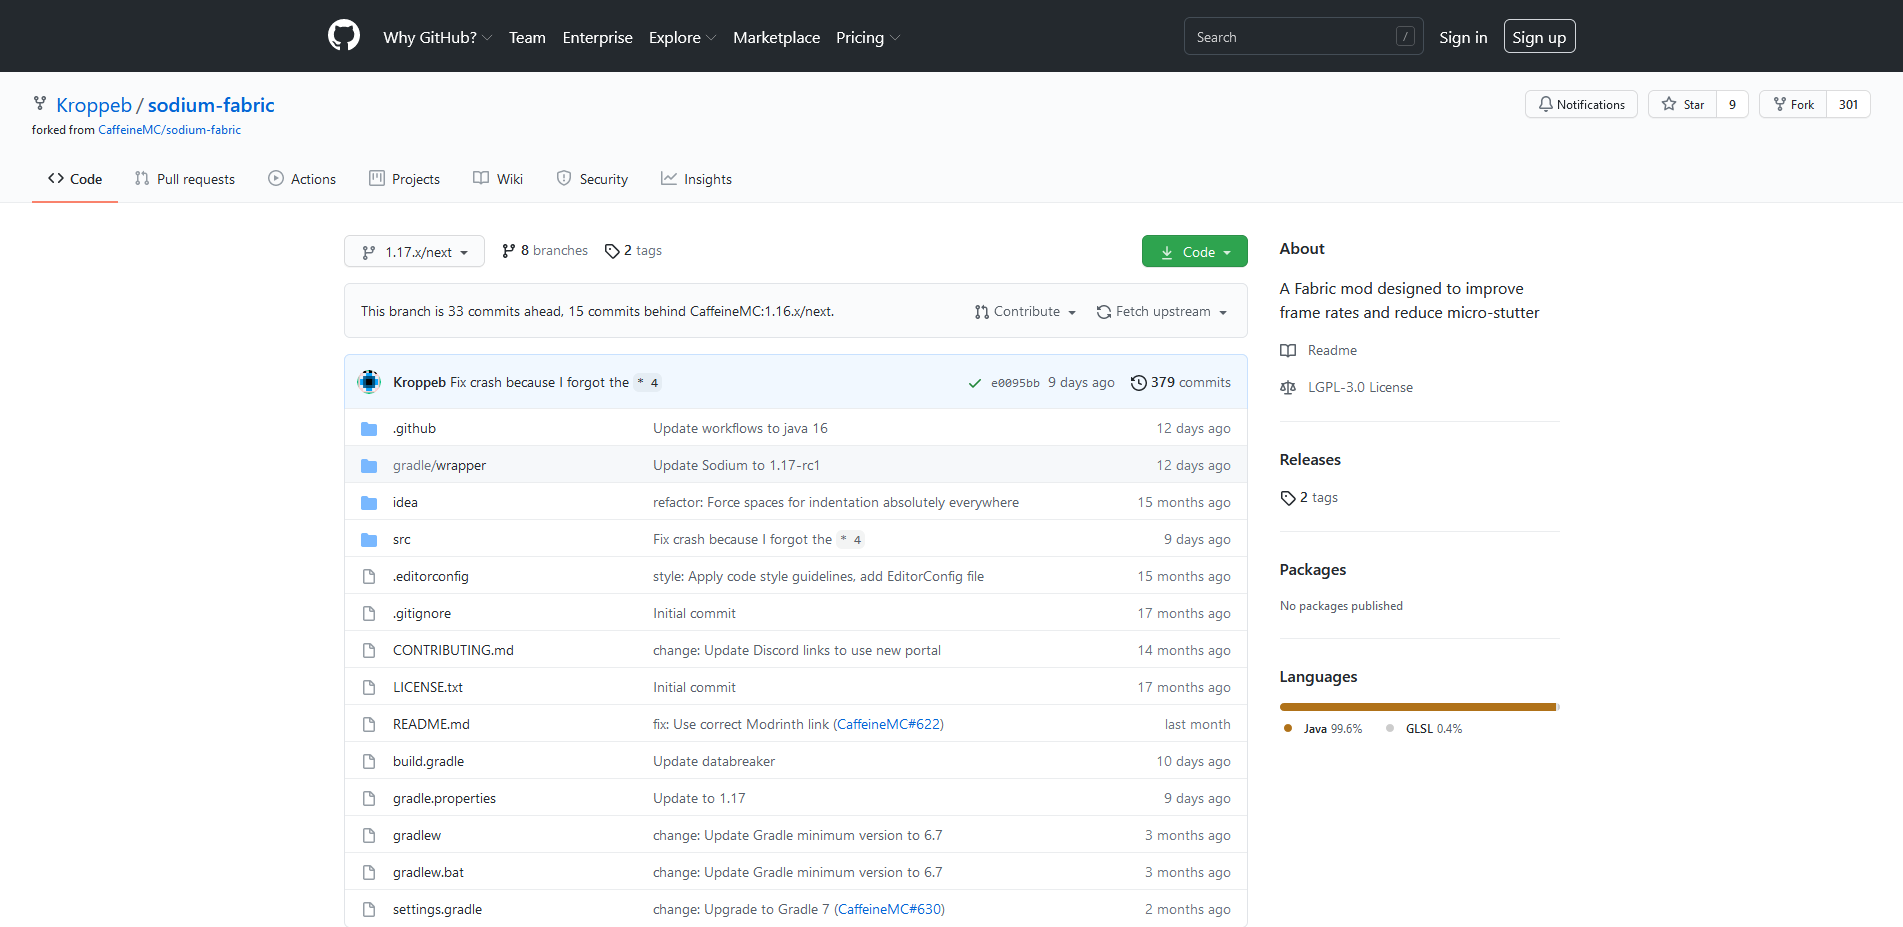 Why GitHub? Team Enterprise Explore Marketplace Pricing Search / Sign in Sign up
Kroppeb / sodium-fabric Notifications Star 9 Fork 301
forked from CaffeineMC/sodium-fabric
Code Pull requests Actions Projects Wiki Security Insights
1.17.x/next 8 branches 2 tags Code
This branch is 33 commits ahead, 15 commits behind CaffeineMC:1.16.x/next. Contribute Fetch upstream
Kroppeb Fix crash because I forgot the * 4 e0095bb 9 days ago 379 commits
.github Update workflows to java 16 12 days ago
gradle/wrapper Update Sodium to 1.17-rc1 12 days ago
idea refactor: Force spaces for indentation absolutely everywhere 15 months ago
src Fix crash because I forgot the * 4 9 days ago
.editorconfig style: Apply code style guidelines, add EditorConfig file 15 months ago
.gitignore Initial commit 17 months ago
CONTRIBUTING.md change: Update Discord links to use new portal 14 months ago
LICENSE.txt Initial commit 17 months ago
README.md fix: Use correct Modrinth link (CaffeineMC#622) last month
build.gradle Update databreaker 10 days ago
gradle.properties Update to 1.17 9 days ago
gradlew change: Update Gradle minimum version to 6.7 3 months ago
gradlew.bat change: Update Gradle minimum version to 6.7 3 months ago
settings.gradle change: Upgrade to Gradle 7 (CaffeineMC#630) 2 months ago
About
A Fabric mod designed to improve
frame rates and reduce micro-stutter
Readme
LGPL-3.0 License
Releases
2 tags
Packages
No packages published
Languages
Java 99.6% GLSL 0.4%